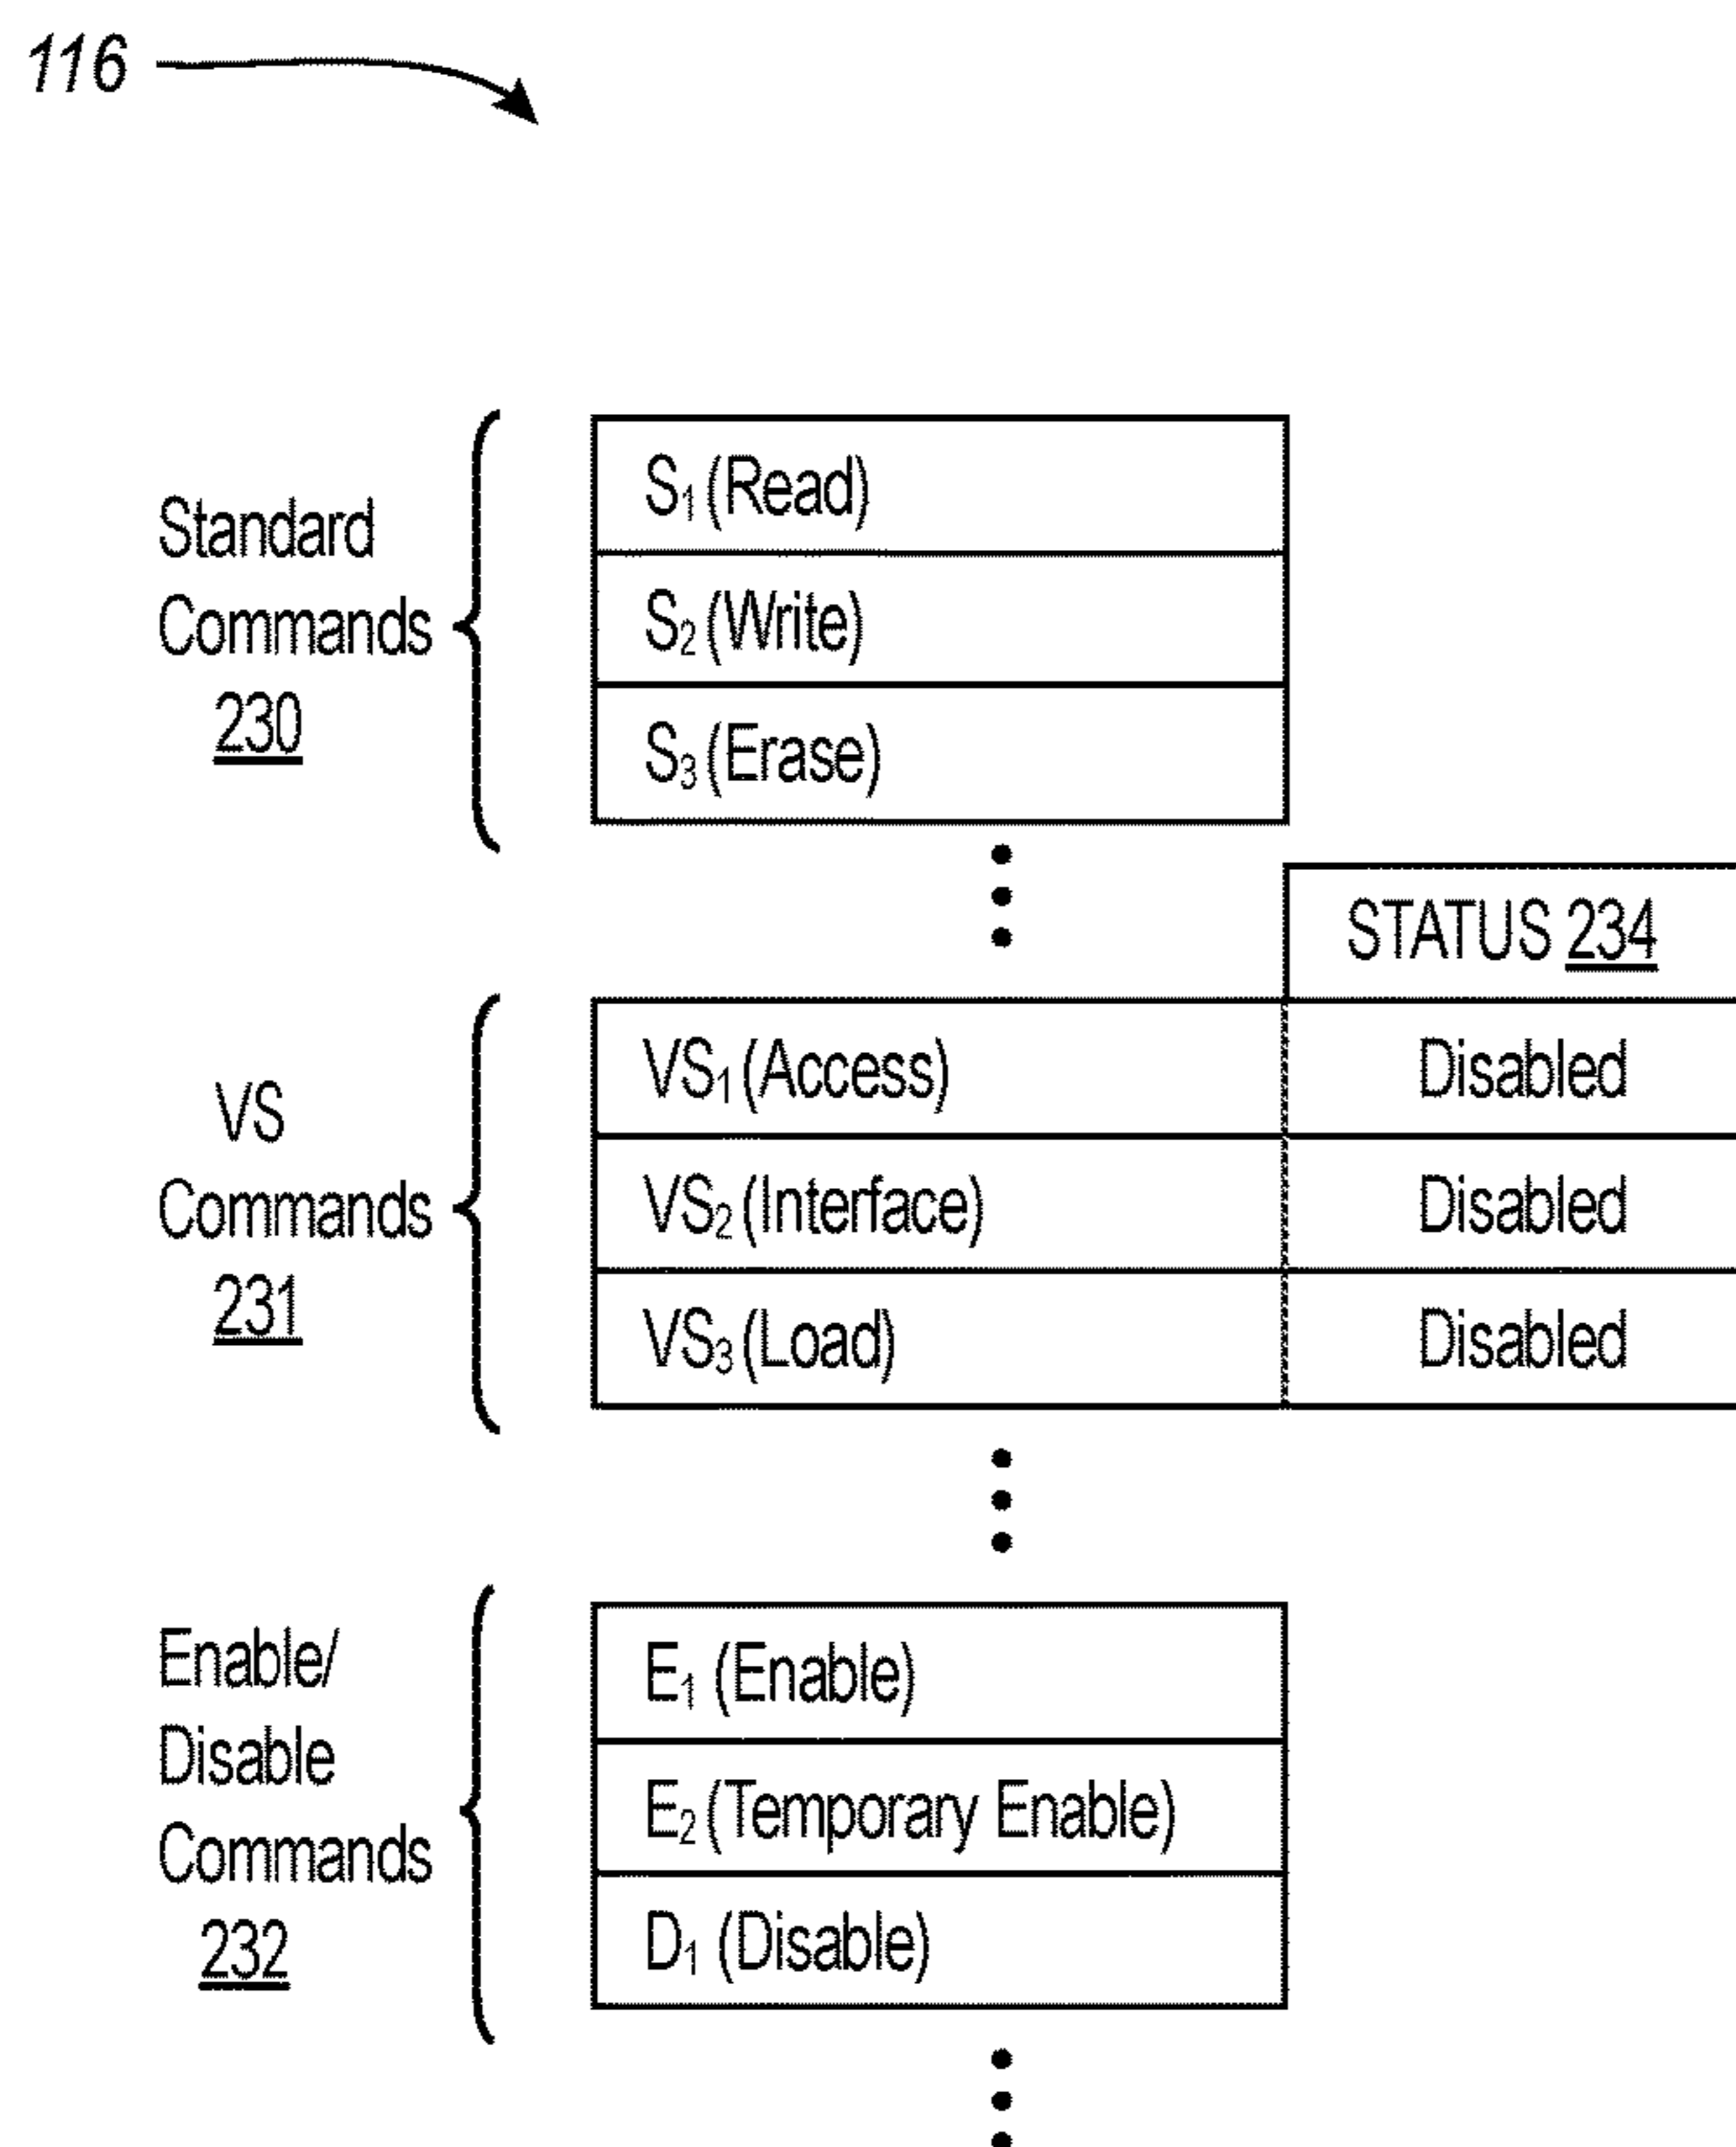 116
Standard
Commands
230
S₁ (Read)
S₂ (Write)
S₃ (Erase)
STATUS 234
VS
Commands
231
VS₁ (Access) Disabled
VS₂ (Interface) Disabled
VS₃ (Load) Disabled
Enable/
Disable
Commands
232
E₁ (Enable)
E₂ (Temporary Enable)
D₁ (Disable)